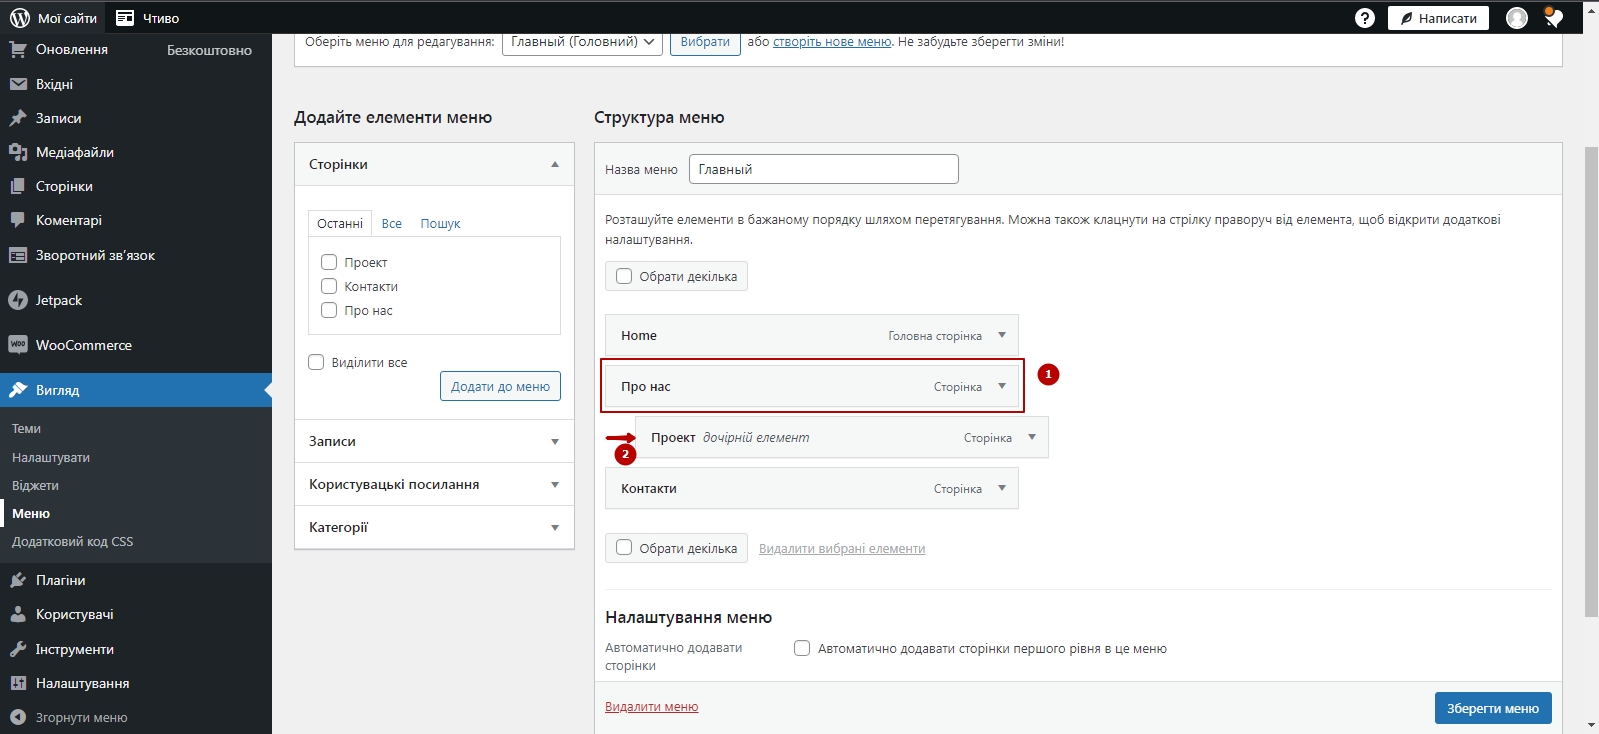 Мої сайти
Чтиво
Написати
Оновлення
Безкоштовно
Вхідні
Записи
Медіафайли
Сторінки
Коментарі
Зворотний зв’язок
Jetpack
WOO
WooCommerce
Вигляд
Теми
Налаштувати
Віджети
Меню
Додатковий код CSS
Плагіни
Користувачі
Інструменти
Налаштування
Згорнути меню
Оберіть меню для редагування: Главный (Головний) Вибрати або створіть нове меню. Не забудьте зберегти зміни!
Додайте елементи меню
Сторінки
Останні Все Пошук
Проект
Контакти
Про нас
Виділити все
Додати до меню
Записи
Користувацькі посилання
Категорії
Структура меню
Назва меню Главный
Розташуйте елементи в бажаному порядку шляхом перетягування. Можна також клацнути на стрілку праворуч від елемента, щоб відкрити додаткові
налаштування.
Обрати декілька
Home Головна сторінка
Про нас Сторінка
1
Проект дочірній елемент Сторінка
2
Контакти Сторінка
Обрати декілька Видалити вибрані елементи
Налаштування меню
Автоматично додавати
сторінки
Автоматично додавати сторінки першого рівня в це меню
Видалити меню
Зберегти меню